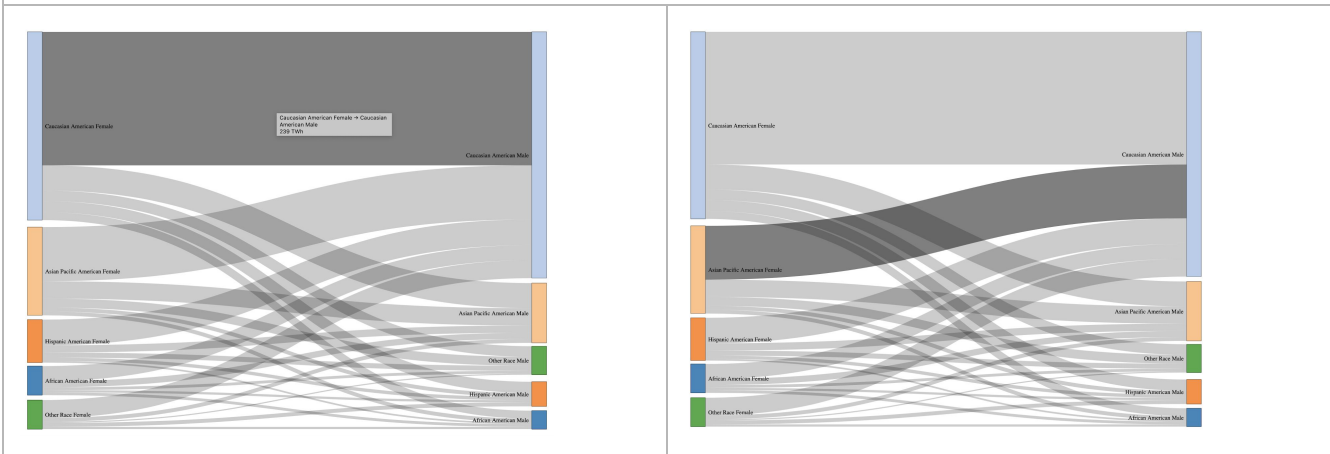 Caucasian American Female
Caucasian American Female → Caucasian
American Male
239 TWh
Caucasian American Male
Asian Pacific American Female
Asian Pacific American Male
Hispanic American Female
Other Race Male
African American Female
Hispanic American Male
Other Race Female
African American Male
Caucasian American Female
Caucasian American Male
Asian Pacific American Female
Asian Pacific American Male
Hispanic American Female
Other Race Male
African American Female
Hispanic American Male
Other Race Female
African American Male